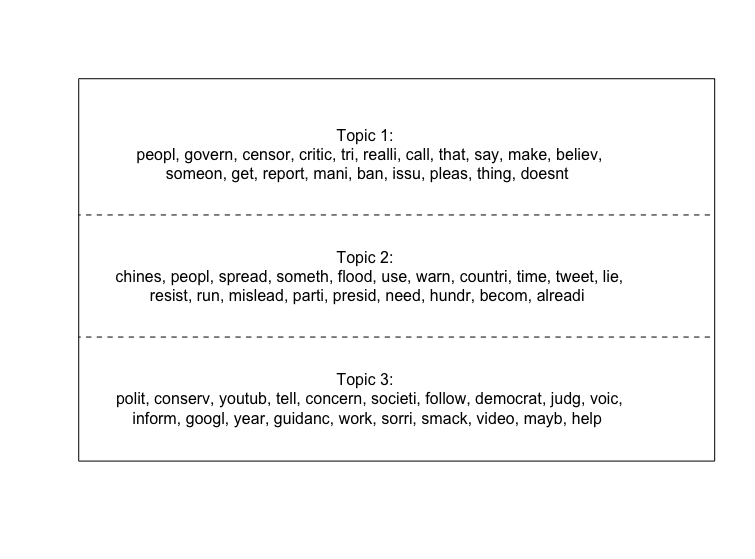 Topic 1:
peopl, govern, censor, critic, tri, realli, call, that, say, make, believ,
someon, get, report, mani, ban, issu, pleas, thing, doesnt
Topic 2:
chines, peopl, spread, someth, flood, use, warn, countri, time, tweet, lie,
resist, run, mislead, parti, presid, need, hundr, becom, alreadi
Topic 3:
polit, conserv, youtub, tell, concern, societi, follow, democrat, judg, voic,
inform, googl, year, guidanc, work, sorri, smack, video, mayb, help